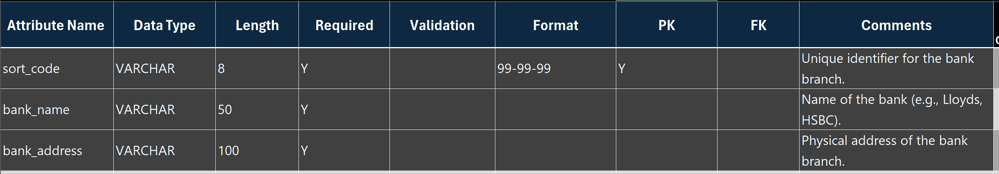 Attribute Name Data Type Length Required Validation Format PK FK Comments
sort_code VARCHAR 8 Y 99-99-99 Y Unique identifier for the bank
branch.
bank_name VARCHAR 50 Y Name of the bank (e.g., Lloyds,
HSBC).
bank_address VARCHAR 100 Y Physical address of the bank
branch.